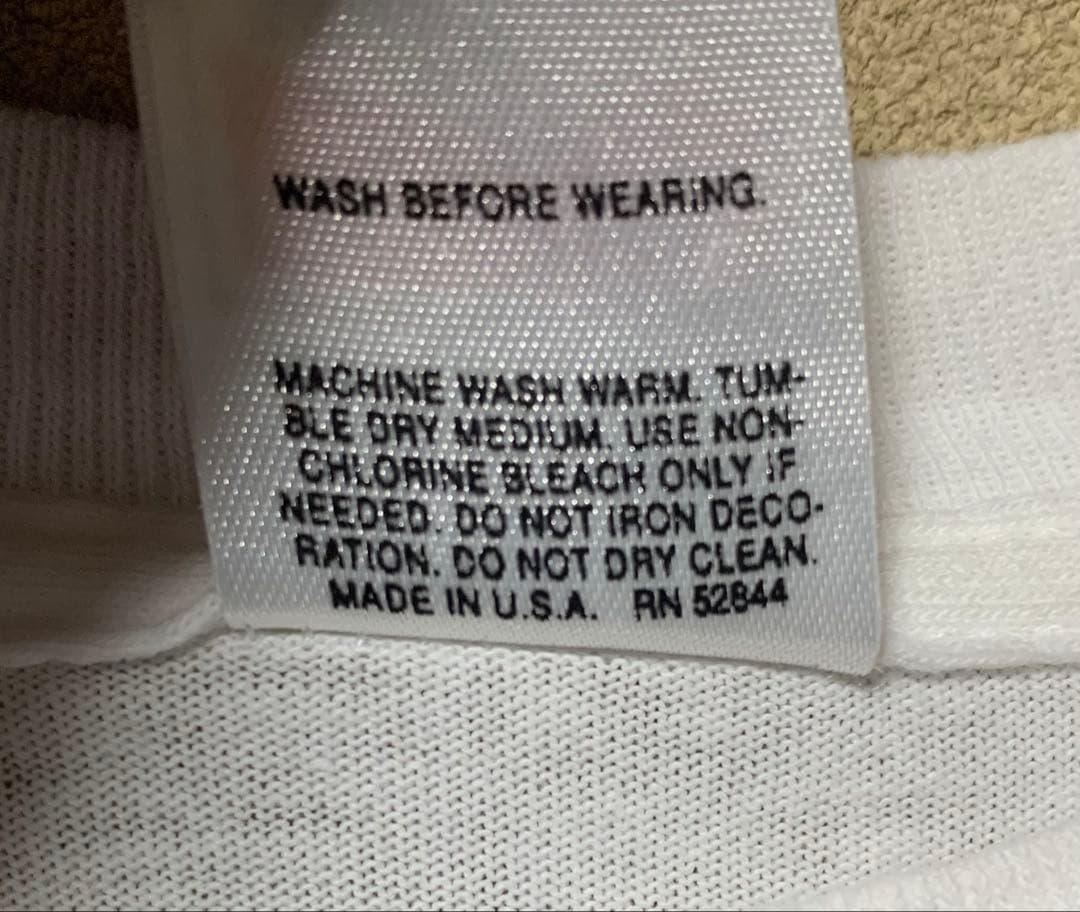 WASH BEFORE WEARING.
MACHINE WASH WARM. TUM-
BLE DRY MEDIUM. USE NON-
CHLORINE BLEACH ONLY IF
NEEDED. DO NOT IRON DECO-
RATION. DO NOT DRY CLEAN.
MADE IN U.S.A. RN 52844